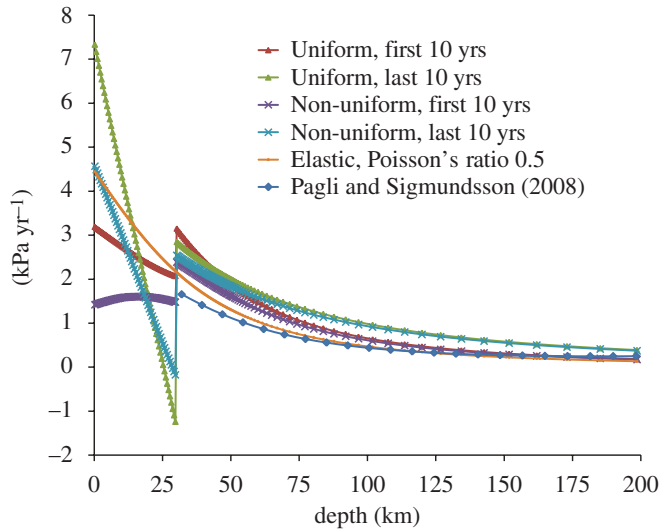 8
7
6
5
4
3
2
1
0
–1
–2
(kPa yr–1)
Uniform, first 10 yrs
Uniform, last 10 yrs
Non-uniform, first 10 yrs
Non-uniform, last 10 yrs
Elastic, Poisson’s ratio 0.5
Pagli and Sigmundsson (2008)
0 25 50 75 100 125 150 175 200
depth (km)